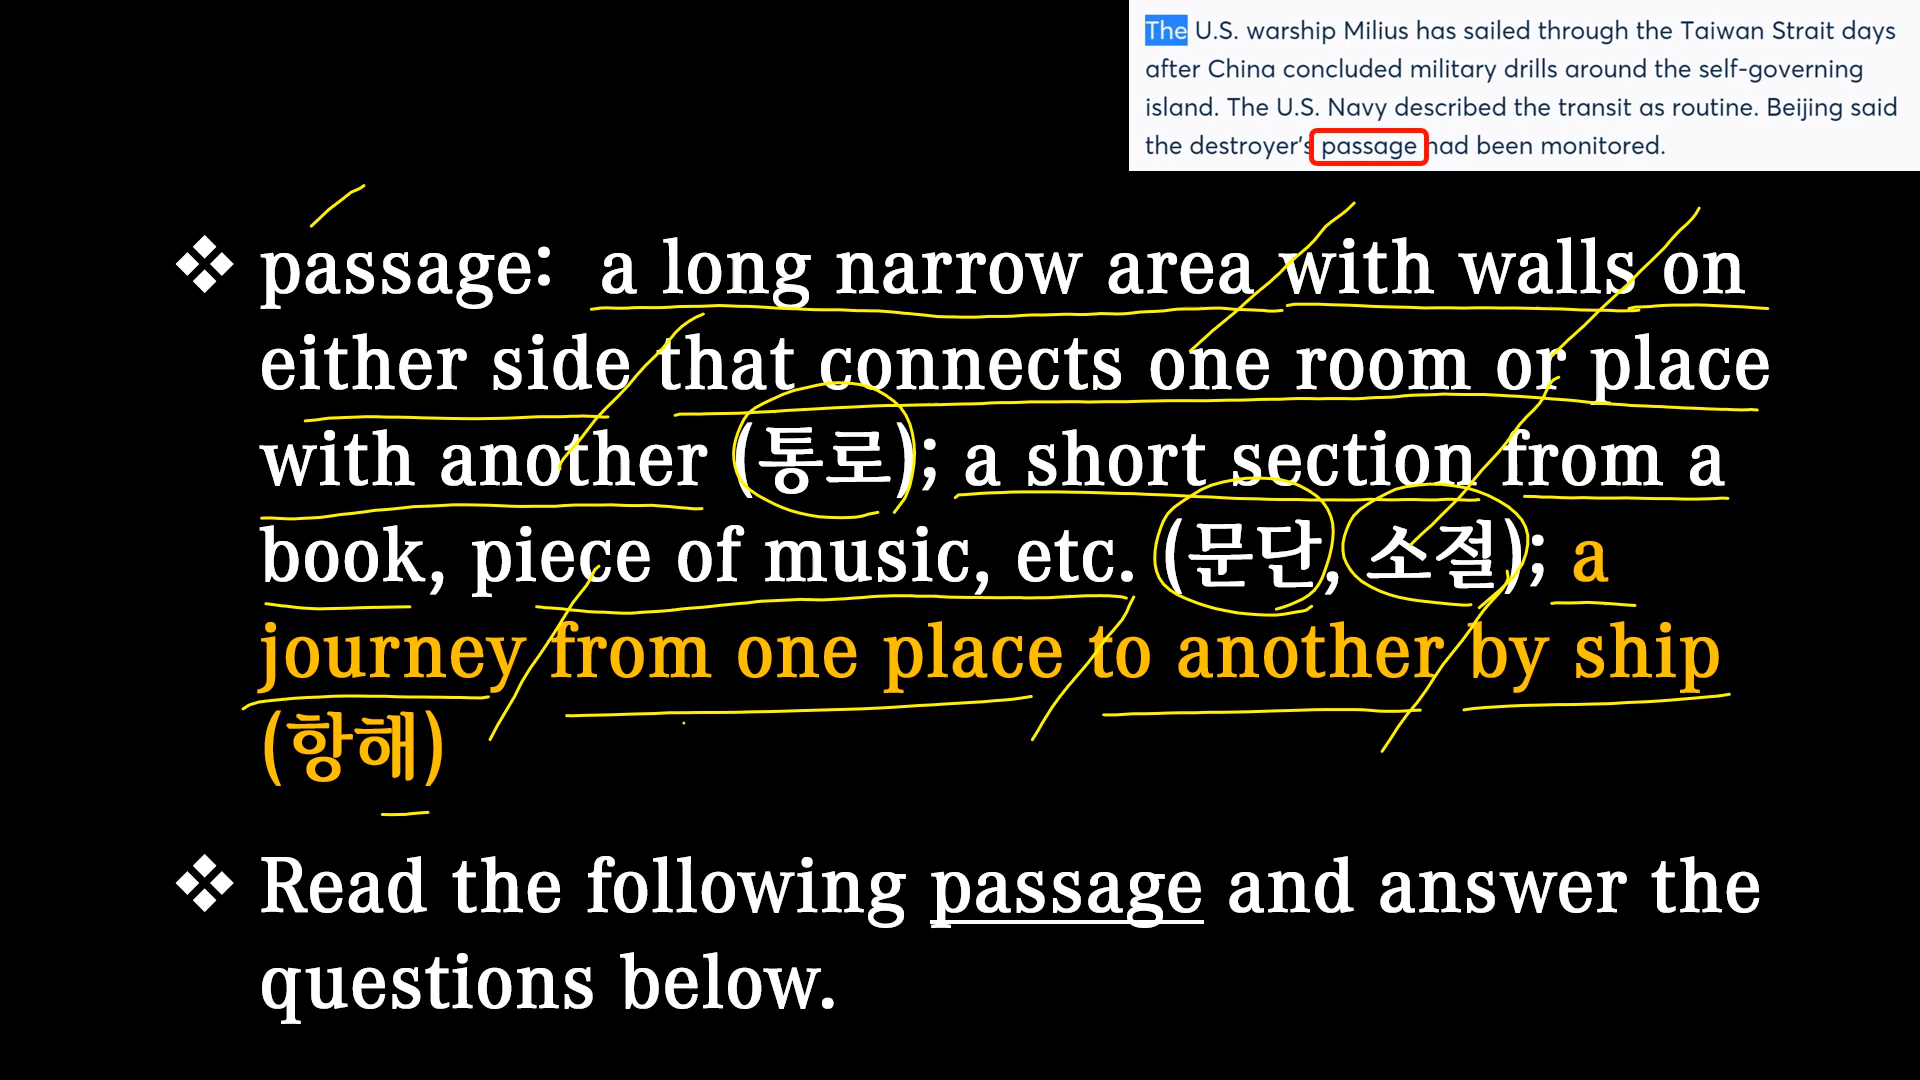 The U.S. warship Milius has sailed through the Taiwan Strait days
after China concluded military drills around the self-governing
island. The U.S. Navy described the transit as routine. Beijing said
the destroyer's passage had been monitored.
❖ passage: a long narrow area with walls on
either side that connects one room or place
with another (통로); a short section from a
book, piece of music, etc. (문단, 소절); a
journey from one place to another by ship
(항해)
❖ Read the following passage and answer the
questions below.